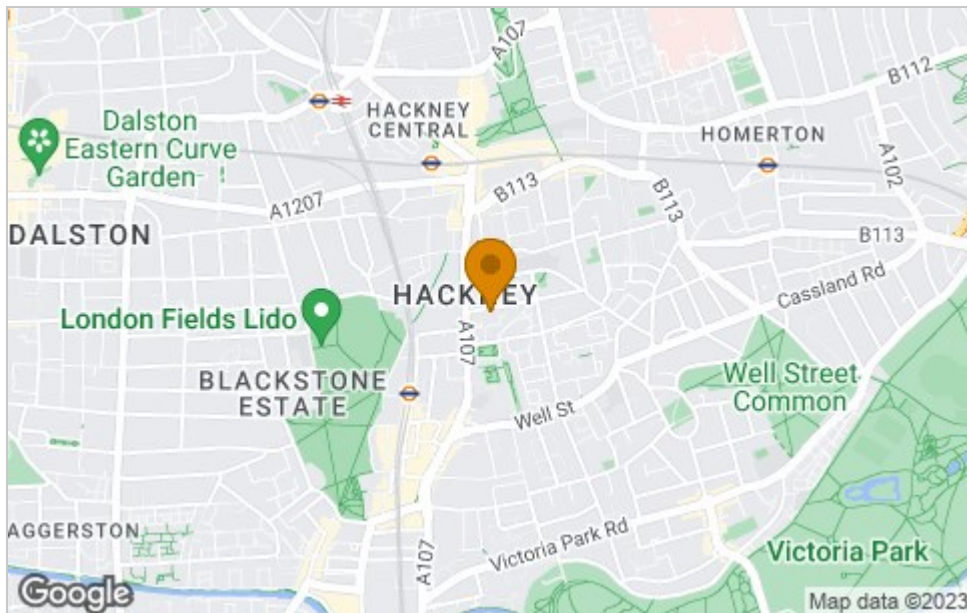 A107
B112
HACKNEY
CENTRAL
HOMERTON
Dalston
Eastern Curve
Garden
A102
B113
B113
A1207
DALSTON
B113
Cassland Rd
HACKNEY
London Fields Lido
A107
BLACKSTONE
ESTATE
Well Street
Common
Well St
AGGERSTON
Victoria Park Rd
Victoria Park
A107
Google
Map data ©2023